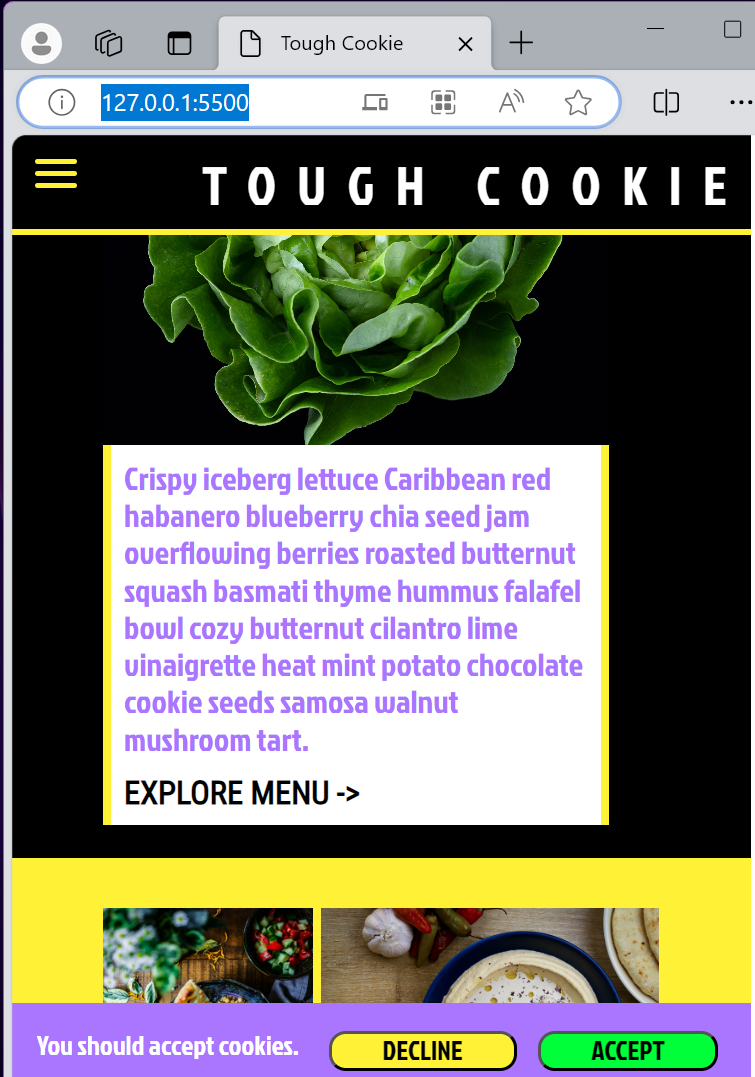 Tough Cookie
127.0.0.1:5500
TOUGH COOKIE
Crispy iceberg lettuce Caribbean red
habanero blueberry chia seed jam
overflowing berries roasted butternut
squash basmati thyme hummus falafel
bowl cozy butternut cilantro lime
vinaigrette heat mint potato chocolate
cookie seeds samosa walnut
mushroom tart.
EXPLORE MENU ->
You should accept cookies.
DECLINE
ACCEPT